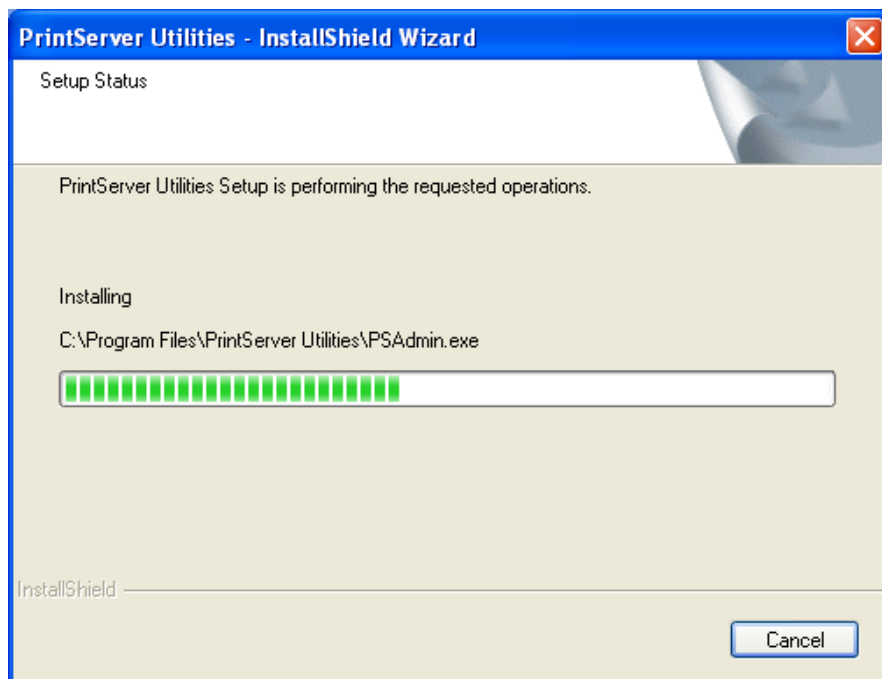 PrintServer Utilities - InstallShield Wizard
Setup Status
PrintServer Utilities Setup is performing the requested operations.
Installing
C:\Program Files\PrintServer Utilities\PSAdmin.exe
InstallShield
Cancel